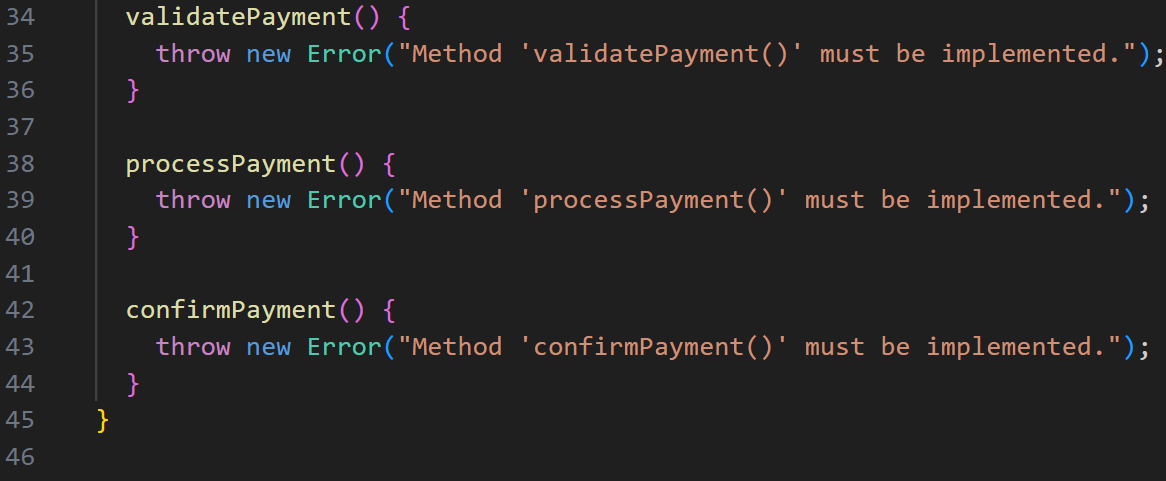 34 validatePayment() {
35 throw new Error("Method 'validatePayment()' must be implemented.");
36 }
37
38 processPayment() {
39 throw new Error("Method 'processPayment()' must be implemented.");
40 }
41
42 confirmPayment() {
43 throw new Error("Method 'confirmPayment()' must be implemented.");
44 }
45 }
46